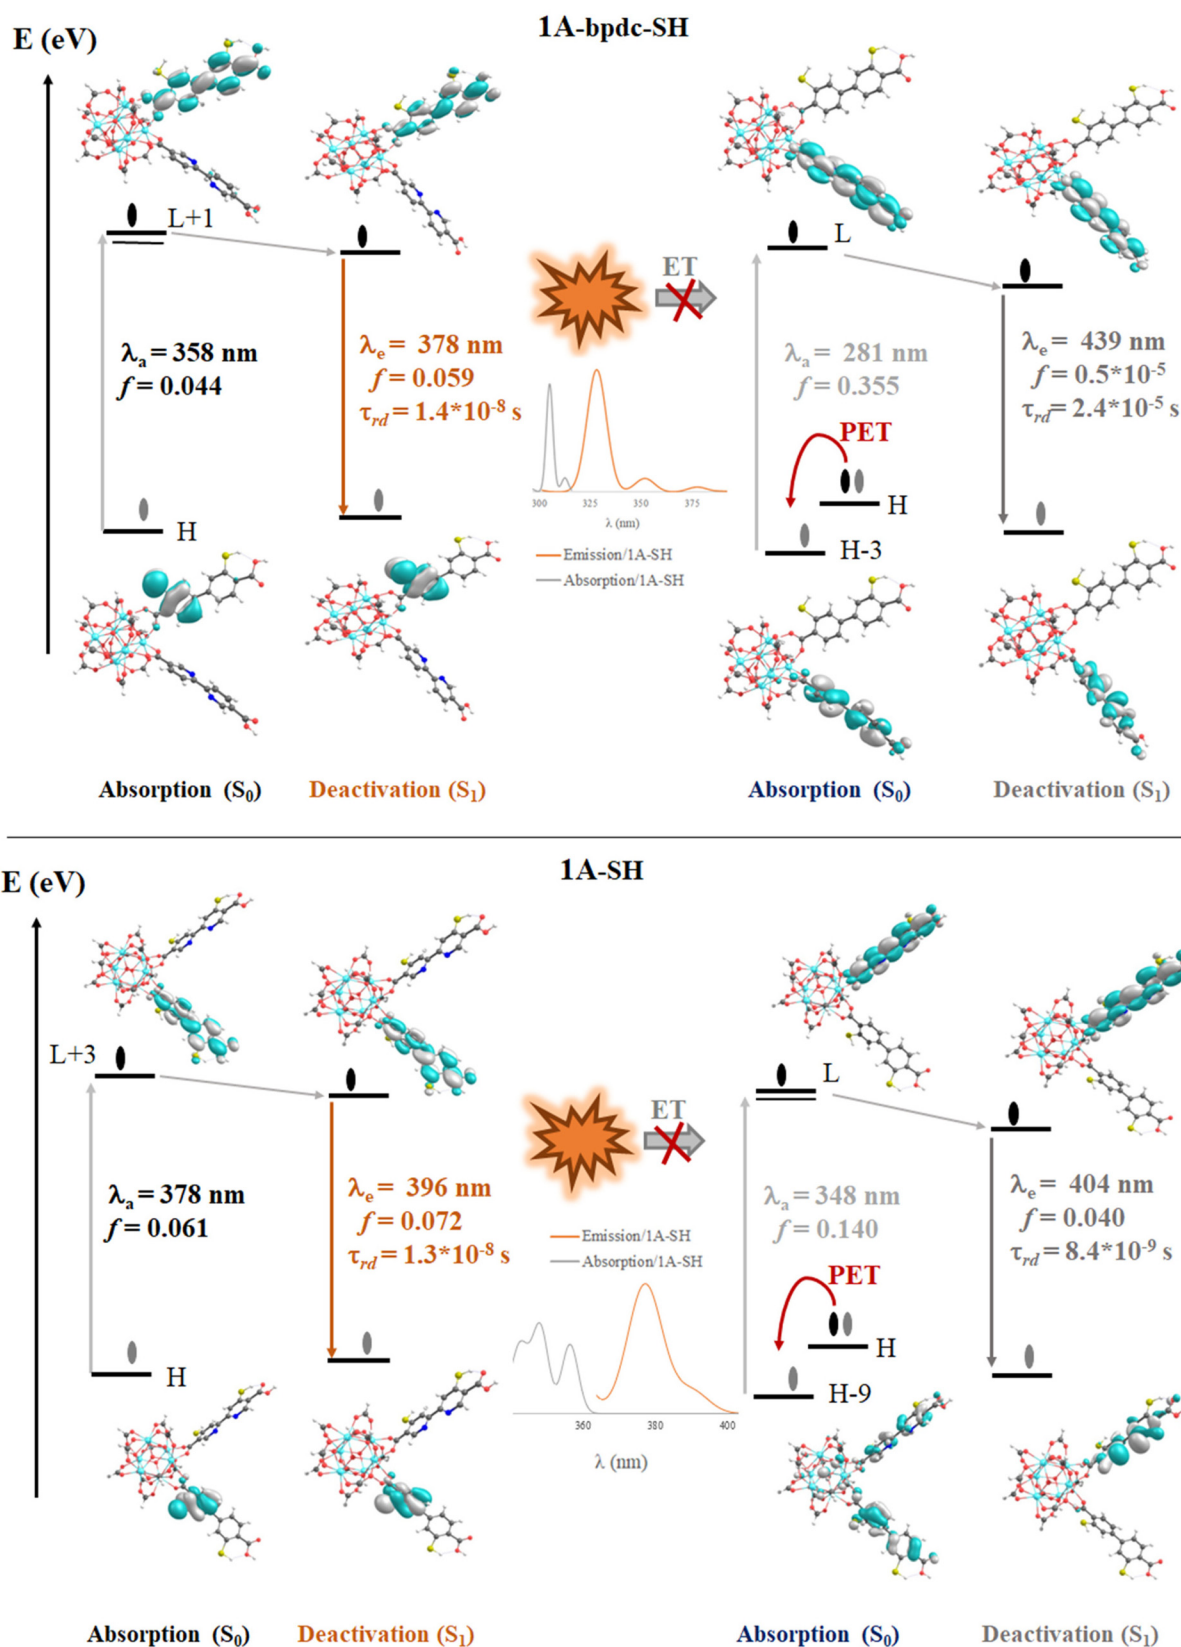 1A-bpdc-SH
E (eV)
L+1
λa = 358 nm
f = 0.044
H
λe = 378 nm
f = 0.059
τrd = 1.4*10-8 s
ET
300 325 350 375
λ (nm)
Emission/1A-SH
Absorption/1A-SH
L
λa = 281 nm
f = 0.355
PET
H
H-3
λe = 439 nm
f = 0.5*10-5
τrd = 2.4*10-5 s
Absorption (S0)
Deactivation (S1)
Absorption (S0)
Deactivation (S1)
1A-SH
E (eV)
L+3
λa = 378 nm
f = 0.061
H
λe = 396 nm
f = 0.072
τrd = 1.3*10-8 s
ET
Emission/1A-SH
Absorption/1A-SH
360 380 400
λ (nm)
L
λa = 348 nm
f = 0.140
PET
H
H-9
λe = 404 nm
f = 0.040
τrd = 8.4*10-9 s
Absorption (S0)
Deactivation (S1)
Absorption (S0)
Deactivation (S1)